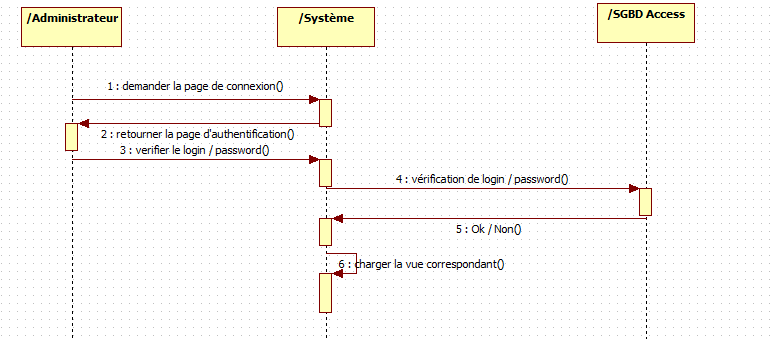 /Administrateur
/Système
/SGBD Access
1 : demander la page de connexion()
2 : retourner la page d'authentification()
3 : verifier le login / password()
4 : vérification de login / password()
5 : Ok / Non()
6 : charger la vue correspondant()